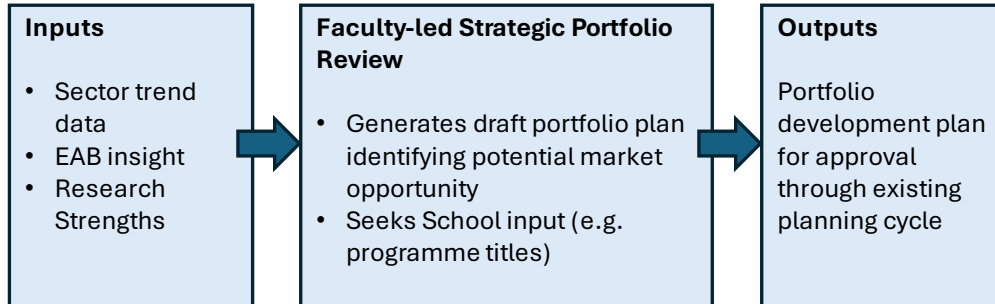 Inputs
• Sector trend
data
• EAB insight
• Research
Strengths
Faculty-led Strategic Portfolio
Review
• Generates draft portfolio plan
identifying potential market
opportunity
• Seeks School input (e.g.
programme titles)
Outputs
Portfolio
development plan
for approval
through existing
planning cycle